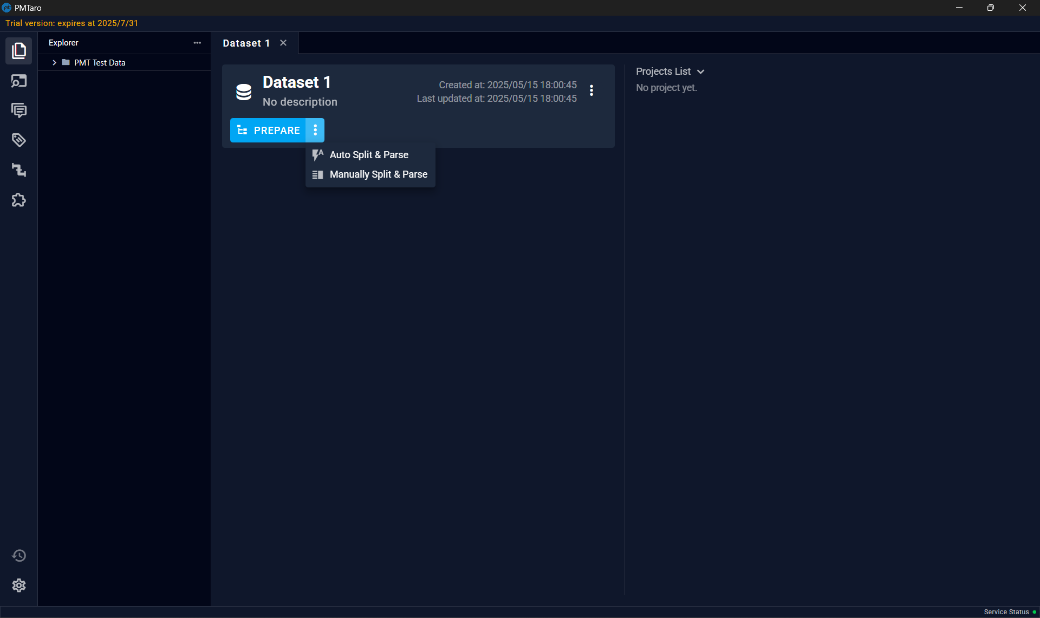 PMTaro
Trial version: expires at 2025/7/31
Explorer
PMT Test Data
Dataset 1
Dataset 1
No description
Created at: 2025/05/15 18:00:45
Last updated at: 2025/05/15 18:00:45
PREPARE
Auto Split & Parse
Manually Split & Parse
Projects List
No project yet.
Service Status